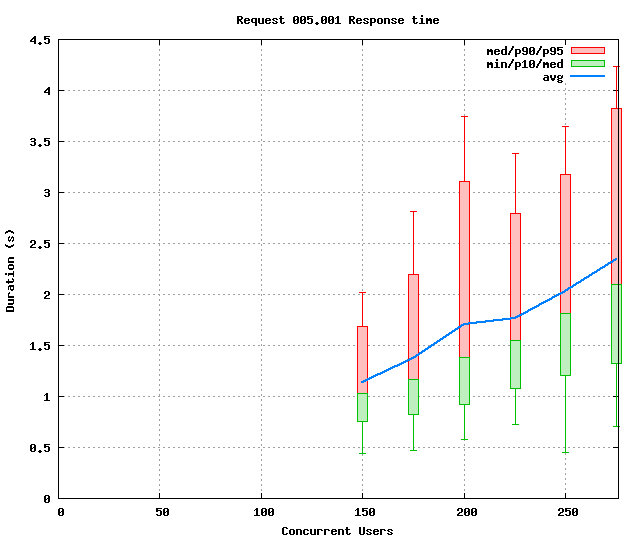 Request 005.001 Response time
med/p90/p95
min/p10/med
avg
4.5
4
3.5
3
2.5
2
1.5
1
0.5
0
Duration (s)
0 50 100 150 200 250
Concurrent Users